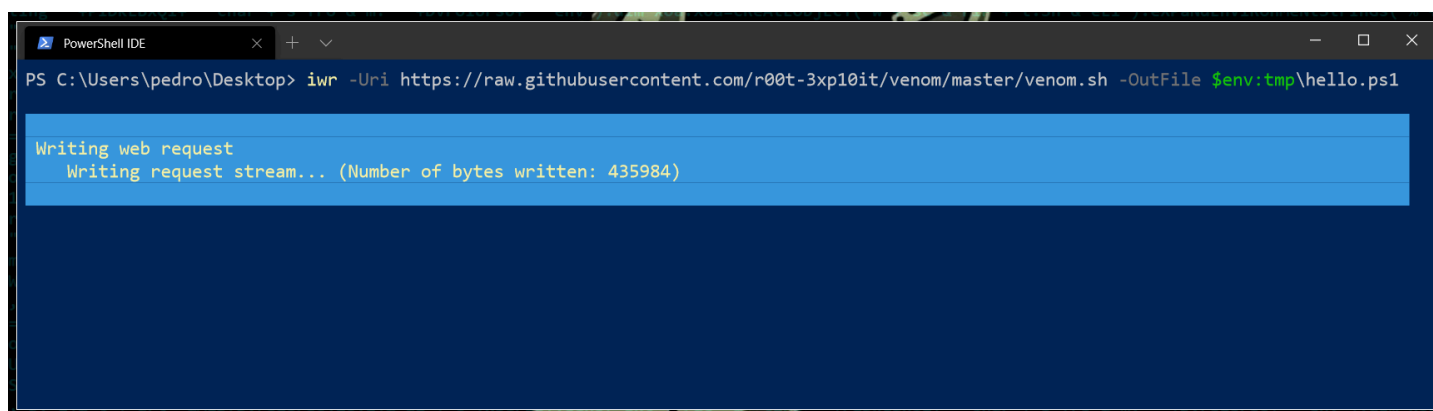 PowerShell IDE
PS C:\Users\pedro\Desktop> iwr -Uri https://raw.githubusercontent.com/r00t-3xp10it/venom/master/venom.sh -OutFile $env:tmp\hello.ps1
Writing web request
Writing request stream... (Number of bytes written: 435984)